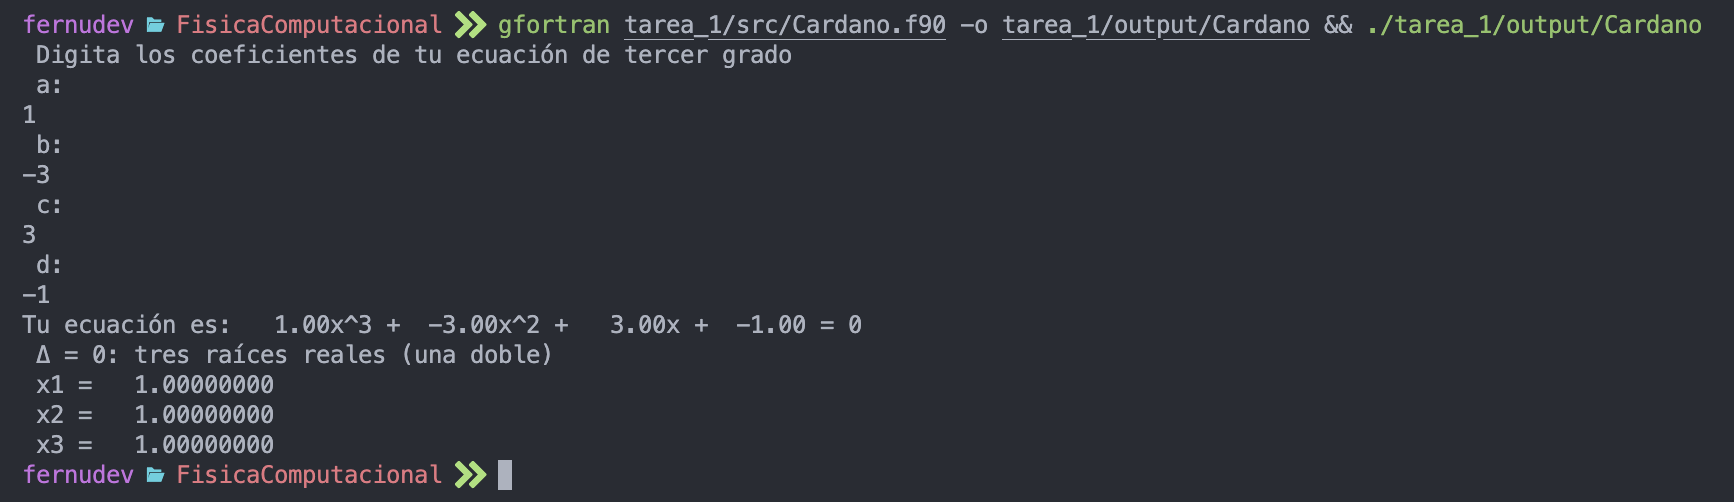 fernudev FisicaComputacional gfortran tarea_1/src/Cardano.f90 -o tarea_1/output/Cardano && ./tarea_1/output/Cardano
Digita los coeficientes de tu ecuación de tercer grado
a:
1
b:
-3
c:
3
d:
-1
Tu ecuación es:   1.00x^3 +  -3.00x^2 +   3.00x +  -1.00 = 0
Δ = 0: tres raíces reales (una doble)
x1 =   1.00000000
x2 =   1.00000000
x3 =   1.00000000
fernudev FisicaComputacional